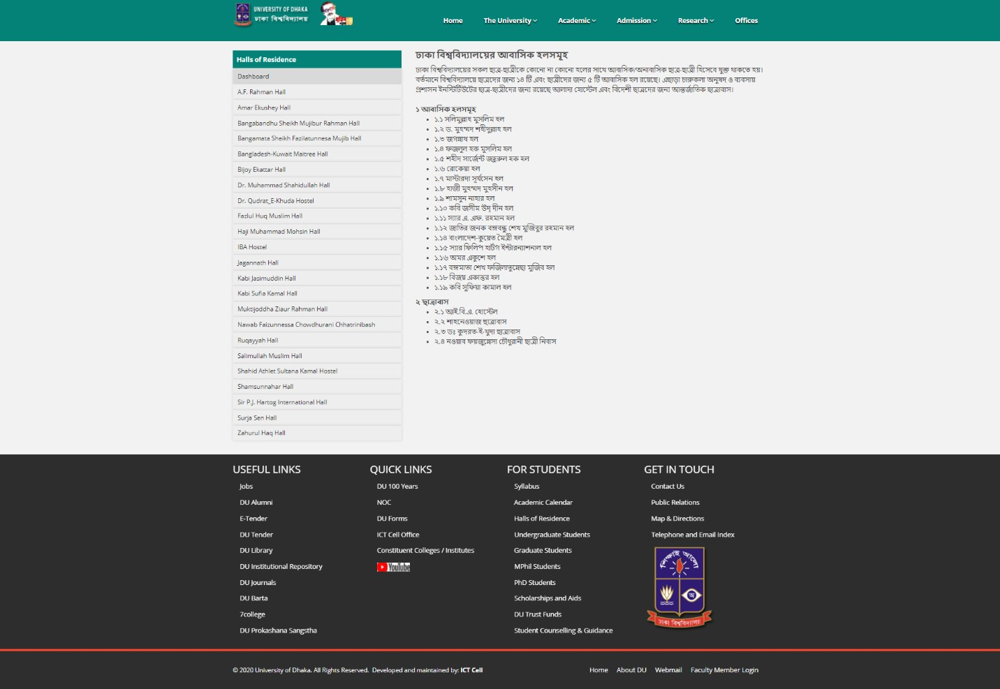 UNIVERSITY OF DHAKA
ঢাকা বিশ্ববিদ্যালয়
Home
The University
Academic
Admission
Research
Offices
Halls of Residence
Dashboard
A.F. Rahman Hall
Amar Ekushey Hall
Bangabandhu Sheikh Mujibur Rahman Hall
Bangamata Sheikh Fazilatunnesa Mujib Hall
Bangladesh-Kuwait Maitree Hall
Bijoy Ekattar Hall
Dr. Muhammad Shahidullah Hall
Dr. Qudrat_E-Khuda Hostel
Fazlul Huq Muslim Hall
Haji Muhammad Mohsin Hall
IBA Hostel
Jagannath Hall
Kabi Jasimuddin Hall
Kabi Sufia Kamal Hall
Muktijoddha Ziaur Rahman Hall
Nawab Faizunnessa Chowdhurani Chhatrinibash
Ruqayyah Hall
Salimullah Muslim Hall
Shahid Athlet Sultana Kamal Hostel
Shamsunnahar Hall
Sir P.J. Hartog International Hall
Surja Sen Hall
Zahurul Haq Hall
ঢাকা বিশ্ববিদ্যালয়ের আবাসিক হলসমূহ
ঢাকা বিশ্ববিদ্যালয়ের সকল ছাত্র-ছাত্রীকে কোনো না কোনো হলের সাথে আবাসিক/অনাবাসিক ছাত্র-ছাত্রী হিসেবে যুক্ত থাকতে হয়।
বর্তমানে বিশ্ববিদ্যালয়ে ছাত্রদের জন্য ১৪ টি এবং ছাত্রীদের জন্য ৫ টি আবাসিক হল রয়েছে। এছাড়া চারুকলা অনুষদ ও ব্যবসায়
প্রশাসন ইনস্টিটিউটের ছাত্র-ছাত্রীদের জন্য রয়েছে আলাদা হোস্টেল এবং বিদেশী ছাত্রদের জন্য আন্তর্জাতিক ছাত্রাবাস।
১ আবাসিক হলসমূহ
১.১ সলিমুল্লাহ মুসলিম হল
১.২ ড. মুহম্মদ শহীদুল্লাহ হল
১.৩ জগন্নাথ হল
১.৪ ফজলুল হক মুসলিম হল
১.৫ শহীদ সার্জেন্ট জহুরুল হক হল
১.৬ রোকেয়া হল
১.৭ মাস্টারদা সূর্যসেন হল
১.৮ হাজী মুহম্মদ মুহসীন হল
১.৯ শামসুন নাহার হল
১.১০ কবি জসীম উদ্ দীন হল
১.১১ স্যার এ. এফ. রহমান হল
১.১২ জাতির জনক বঙ্গবন্ধু শেখ মুজিবুর রহমান হল
১.১৪ বাংলাদেশ-কুয়েত মৈত্রী হল
১.১৫ স্যার ফিলিপ হার্টগ ইন্টারন্যাশনাল হল
১.১৬ অমর একুশে হল
১.১৭ বঙ্গমাতা শেখ ফজিলাতুন্নেছা মুজিব হল
১.১৮ বিজয় একাত্তর হল
১.১৯ কবি সুফিয়া কামাল হল
২ ছাত্রাবাস
২.১ আই.বি.এ. হোস্টেল
২.২ শাহনেওয়াজ ছাত্রাবাস
২.৩ ডঃ কুদরত-ই-খুদা ছাত্রাবাস
২.৪ নওয়াব ফয়জুন্নেসা চৌধুরানী ছাত্রী নিবাস
USEFUL LINKS
Jobs
DU Alumni
E-Tender
DU Tender
DU Library
DU Institutional Repository
DU Journals
DU Barta
7college
DU Prokashana Sangstha
QUICK LINKS
DU 100 Years
NOC
DU Forms
ICT Cell Office
Constituent Colleges / Institutes
YouTube
FOR STUDENTS
Syllabus
Academic Calendar
Halls of Residence
Undergraduate Students
Graduate Students
MPhil Students
PhD Students
Scholarships and Aids
DU Trust Funds
Student Counselling & Guidance
GET IN TOUCH
Contact Us
Public Relations
Map & Directions
Telephone and Email Index
শিক্ষাই আলো
অ
ঢাকা বিশ্ববিদ্যালয়
© 2020 University of Dhaka. All Rights Reserved. Developed and maintained by: ICT Cell
Home About DU Webmail Faculty Member Login